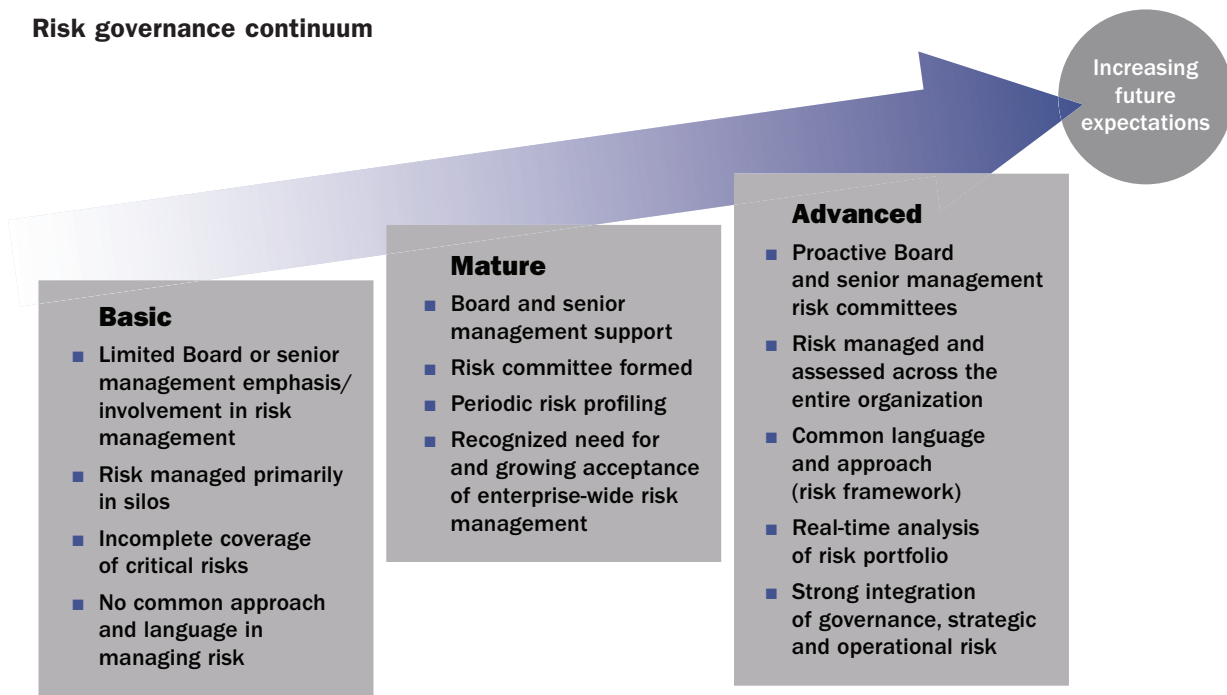 Risk governance continuum
Increasing
future
expectations
Basic
■ Limited Board or senior
management emphasis/
involvement in risk
management
■ Risk managed primarily
in silos
■ Incomplete coverage
of critical risks
■ No common approach
and language in
managing risk
Mature
■ Board and senior
management support
■ Risk committee formed
■ Periodic risk profiling
■ Recognized need for
and growing acceptance
of enterprise-wide risk
management
Advanced
■ Proactive Board
and senior management
risk committees
■ Risk managed and
assessed across the
entire organization
■ Common language
and approach
(risk framework)
■ Real-time analysis
of risk portfolio
■ Strong integration
of governance, strategic
and operational risk